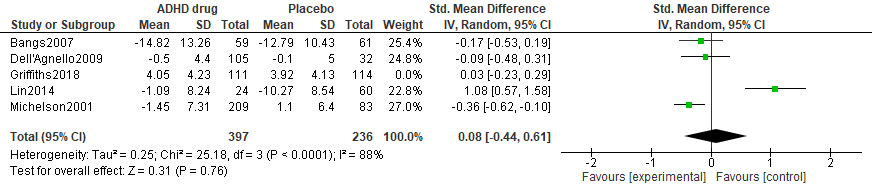 ADHD drug Placebo Std. Mean Difference Std. Mean Difference
Study or Subgroup Mean SD Total Mean SD Total Weight IV, Random, 95% CI IV, Random, 95% CI
Bangs2007 -14.82 13.26 59 -12.79 10.43 61 25.4% -0.17 [-0.53, 0.19]
Dell'Agnello2009 -0.5 4.4 105 -0.1 5 32 24.8% -0.09 [-0.48, 0.31]
Griffiths2018 4.05 4.23 111 3.92 4.13 114 0.0% 0.03 [-0.23, 0.29]
Lin2014 -1.09 8.24 24 -10.27 8.54 60 22.8% 1.08 [0.57, 1.58]
Michelson2001 -1.45 7.31 209 1.1 6.4 83 27.0% -0.36 [-0.62, -0.10]
Total (95% CI) 397 236 100.0% 0.08 [-0.44, 0.61]
Heterogeneity: Tau² = 0.25; Chi² = 25.18, df = 3 (P < 0.0001); I² = 88%
Test for overall effect: Z = 0.31 (P = 0.76)
-2 -1 0 1 2
Favours [experimental] Favours [control]